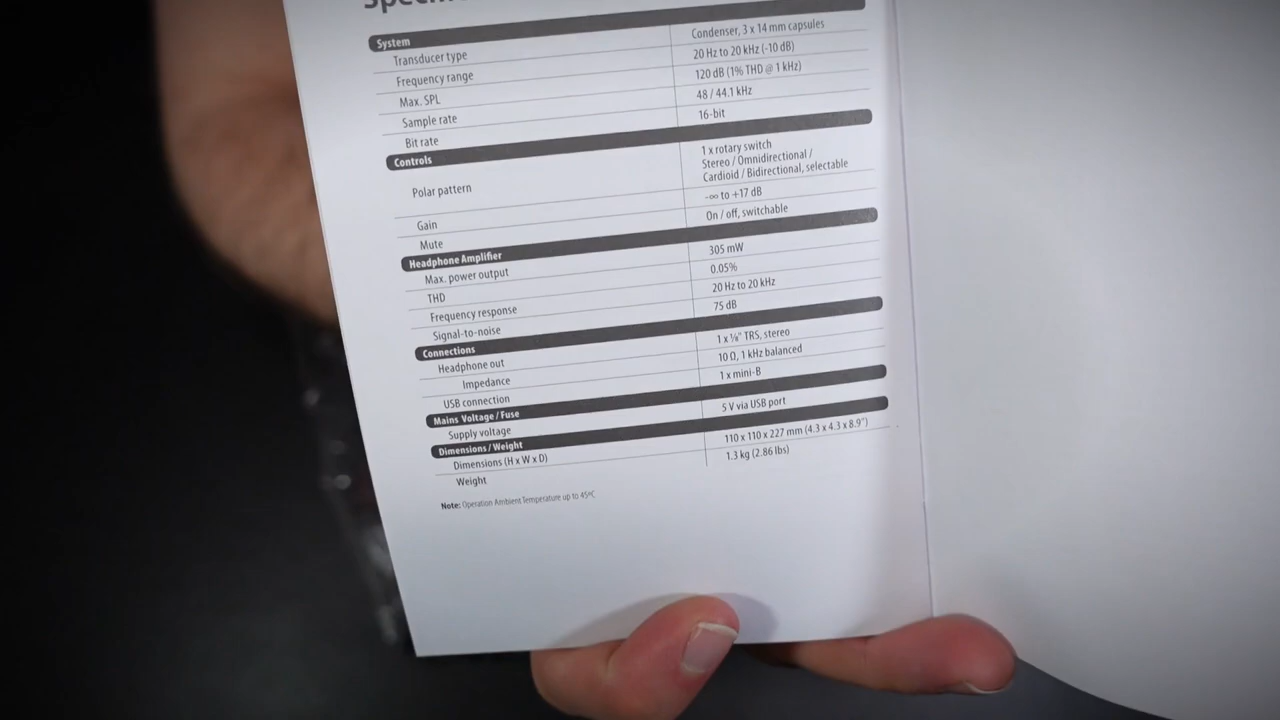 System
Transducer type Condenser, 3 x 14 mm capsules
Frequency range 20 Hz to 20 kHz (-10 dB)
Max. SPL 120 dB (1% THD @ 1 kHz)
Sample rate 48 / 44.1 kHz
Bit rate 16-bit
Controls
Polar pattern 1 x rotary switch
Stereo / Omnidirectional /
Cardioid / Bidirectional, selectable
Gain -∞ to +17 dB
Mute On / off, switchable
Headphone Amplifier
Max. power output 305 mW
THD 0.05%
Frequency response 20 Hz to 20 kHz
Signal-to-noise 75 dB
Connections
Headphone out 1 x ⅛" TRS, stereo
Impedance 10 Ω, 1 kHz balanced
USB connection 1 x mini-B
Mains Voltage / Fuse
Supply voltage 5 V via USB port
Dimensions / Weight
Dimensions (H x W x D) 110 x 110 x 227 mm (4.3 x 4.3 x 8.9")
Weight 1.3 kg (2.86 lbs)
Note: Operation Ambient Temperature up to 45ºC